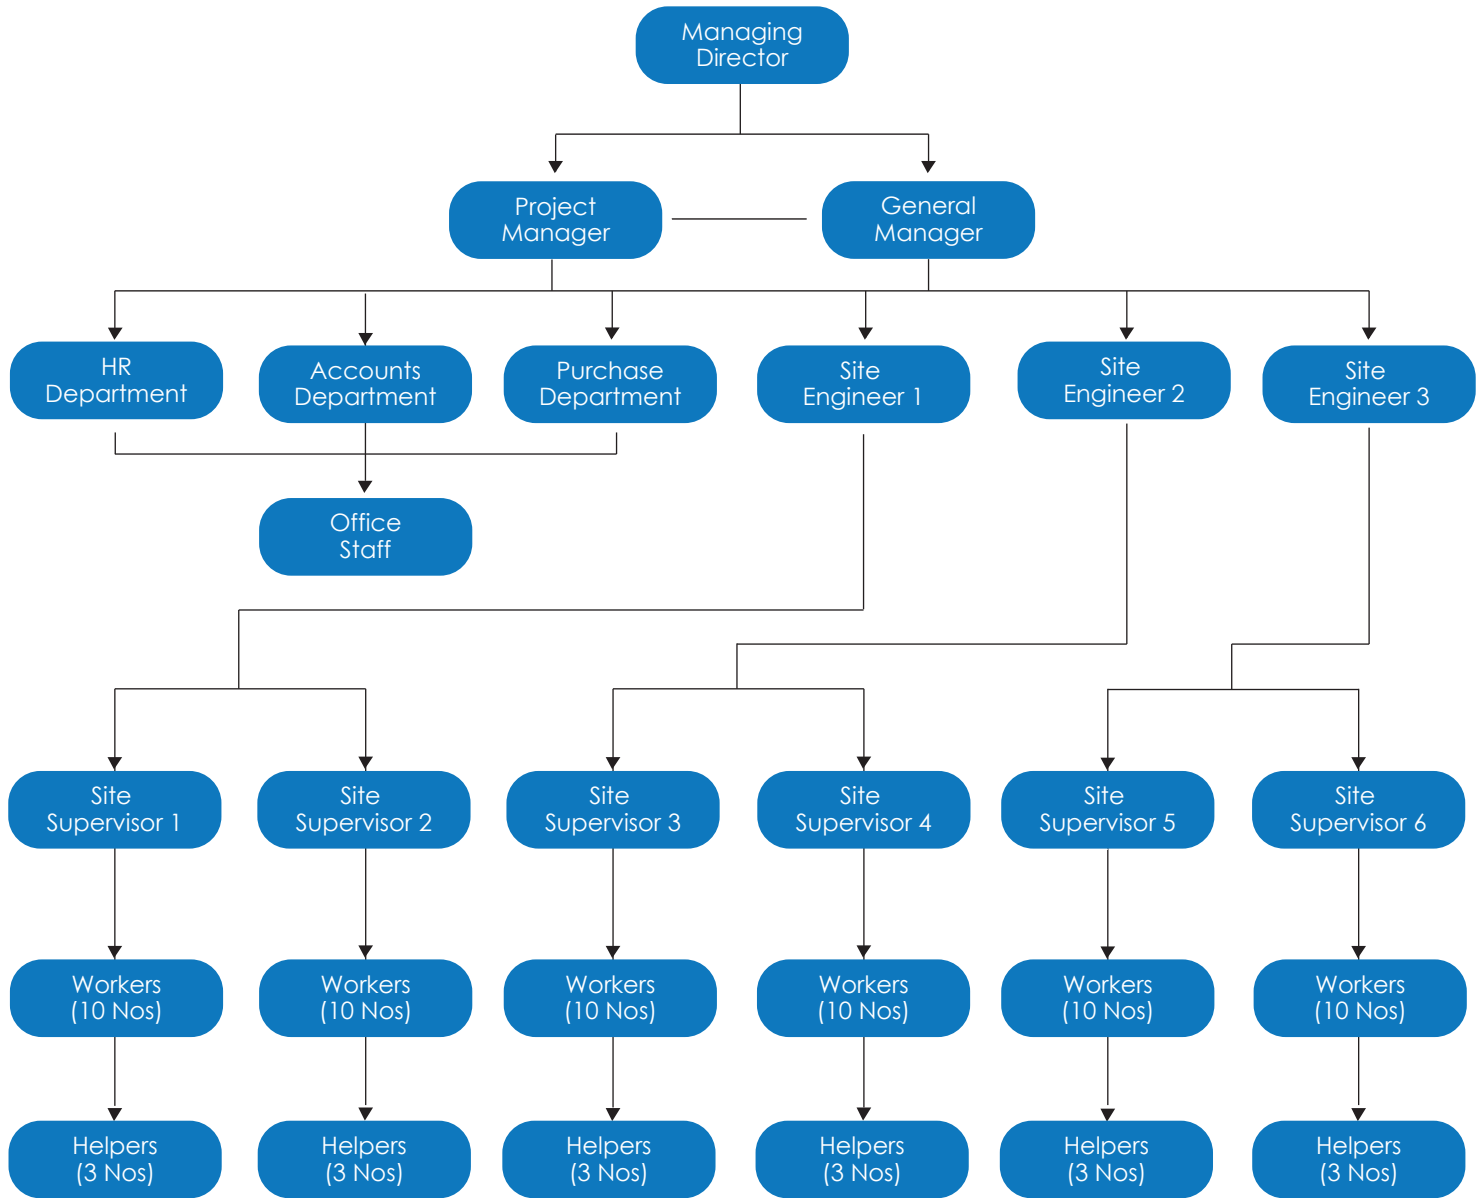 Managing
Director
Project
Manager
General
Manager
HR
Department
Accounts
Department
Purchase
Department
Site
Engineer 1
Site
Engineer 2
Site
Engineer 3
Office
Staff
Site
Supervisor 1
Site
Supervisor 2
Site
Supervisor 3
Site
Supervisor 4
Site
Supervisor 5
Site
Supervisor 6
Workers
(10 Nos)
Workers
(10 Nos)
Workers
(10 Nos)
Workers
(10 Nos)
Workers
(10 Nos)
Workers
(10 Nos)
Helpers
(3 Nos)
Helpers
(3 Nos)
Helpers
(3 Nos)
Helpers
(3 Nos)
Helpers
(3 Nos)
Helpers
(3 Nos)